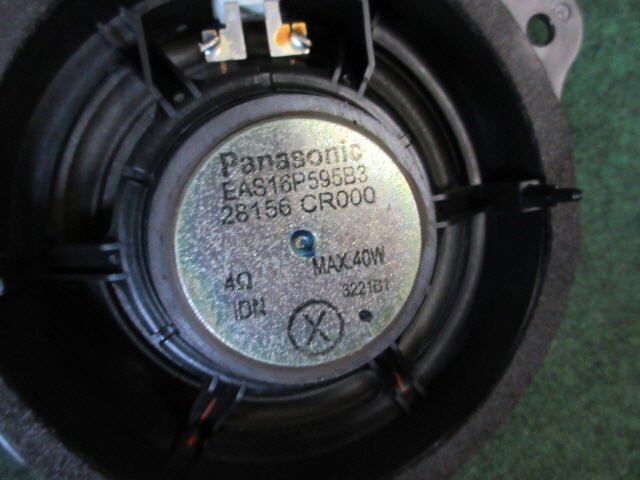 Panasonic
EAS16P595B3
28156 CR000
4Ω MAX.40W
IDN 3221B1
X